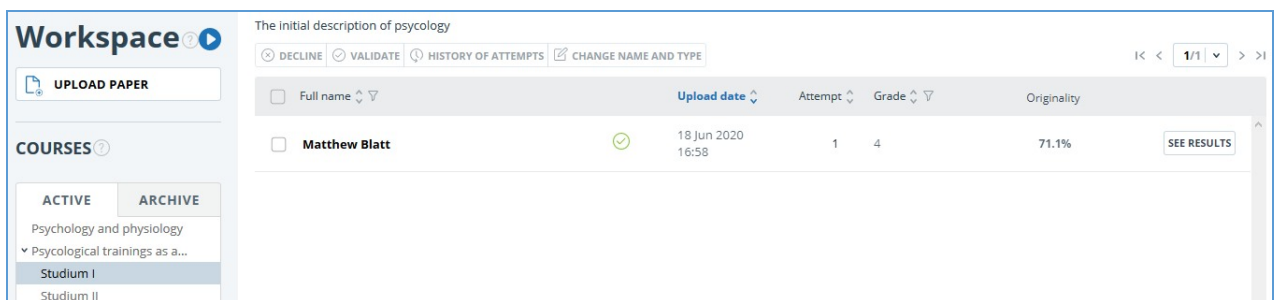 Workspace
UPLOAD PAPER
COURSES
ACTIVE ARCHIVE
Psychology and physiology
Psycological trainings as a...
Studium I
Studium II
The initial description of psycology
DECLINE VALIDATE HISTORY OF ATTEMPTS CHANGE NAME AND TYPE
1/1
Full name Upload date Attempt Grade Originality
Matthew Blatt 18 Jun 2020 1 4 71.1% SEE RESULTS
16:58